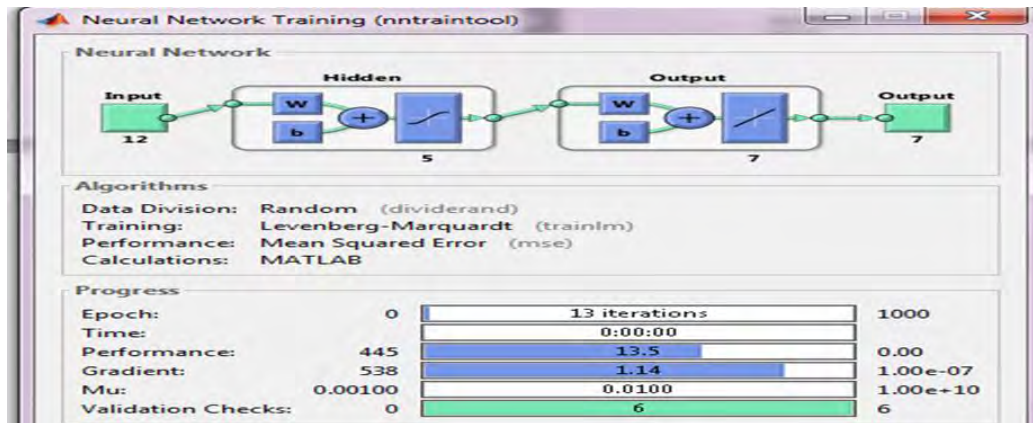 Neural Network Training (nntraintool)
Neural Network
Hidden Output
Input Output
W W
b b
+ +
12 7
5 7
Algorithms
Data Division: Random (dividerand)
Training: Levenberg-Marquardt (trainlm)
Performance: Mean Squared Error (mse)
Calculations: MATLAB
Progress
Epoch: 0 13 iterations 1000
Time: 0:00:00
Performance: 445 13.5 0.00
Gradient: 538 1.14 1.00e-07
Mu: 0.00100 0.0100 1.00e+10
Validation Checks: 0 6 6